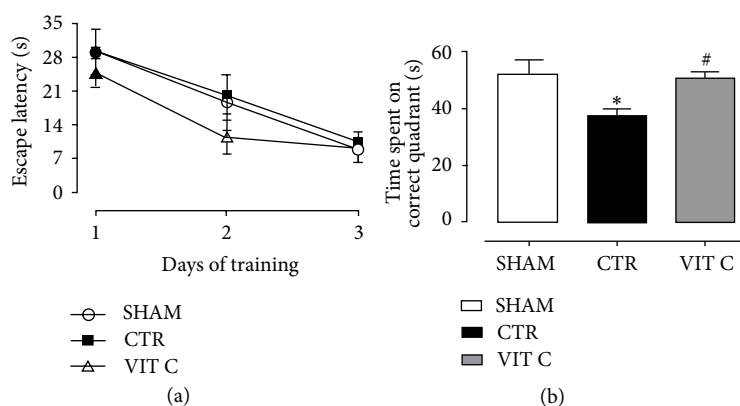 Escape latency (s)
35
28
21
14
7
0
1
2
3
Days of training
SHAM
CTR
VIT C
(a)
Time spent on
correct quadrant (s)
60
40
60
0
*
#
SHAM
CTR
VIT C
SHAM
CTR
VIT C
(b)